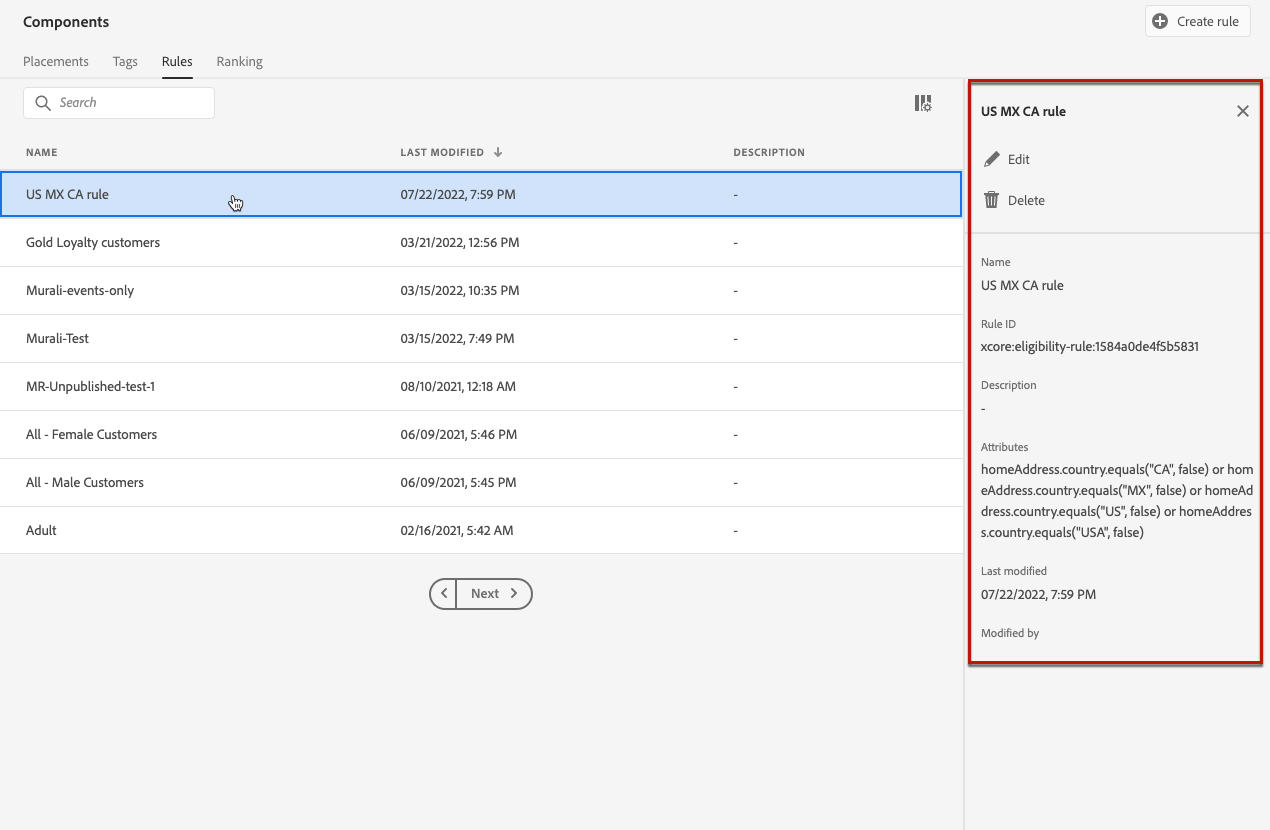 Components
Create rule
Placements Tags Rules Ranking
Search
NAME LAST MODIFIED DESCRIPTION
US MX CA rule 07/22/2022, 7:59 PM -
Gold Loyalty customers 03/21/2022, 12:56 PM -
Murali-events-only 03/15/2022, 10:35 PM -
Murali-Test 03/15/2022, 7:49 PM -
MR-Unpublished-test-1 08/10/2021, 12:18 AM -
All - Female Customers 06/09/2021, 5:46 PM -
All - Male Customers 06/09/2021, 5:45 PM -
Adult 02/16/2021, 5:42 AM -
Next
US MX CA rule
Edit
Delete
Name
US MX CA rule
Rule ID
xcore:eligibility-rule:1584a0de4f5b5831
Description
-
Attributes
homeAddress.country.equals("CA", false) or hom
eAddress.country.equals("MX", false) or homeAd
dress.country.equals("US", false) or homeAddres
s.country.equals("USA", false)
Last modified
07/22/2022, 7:59 PM
Modified by